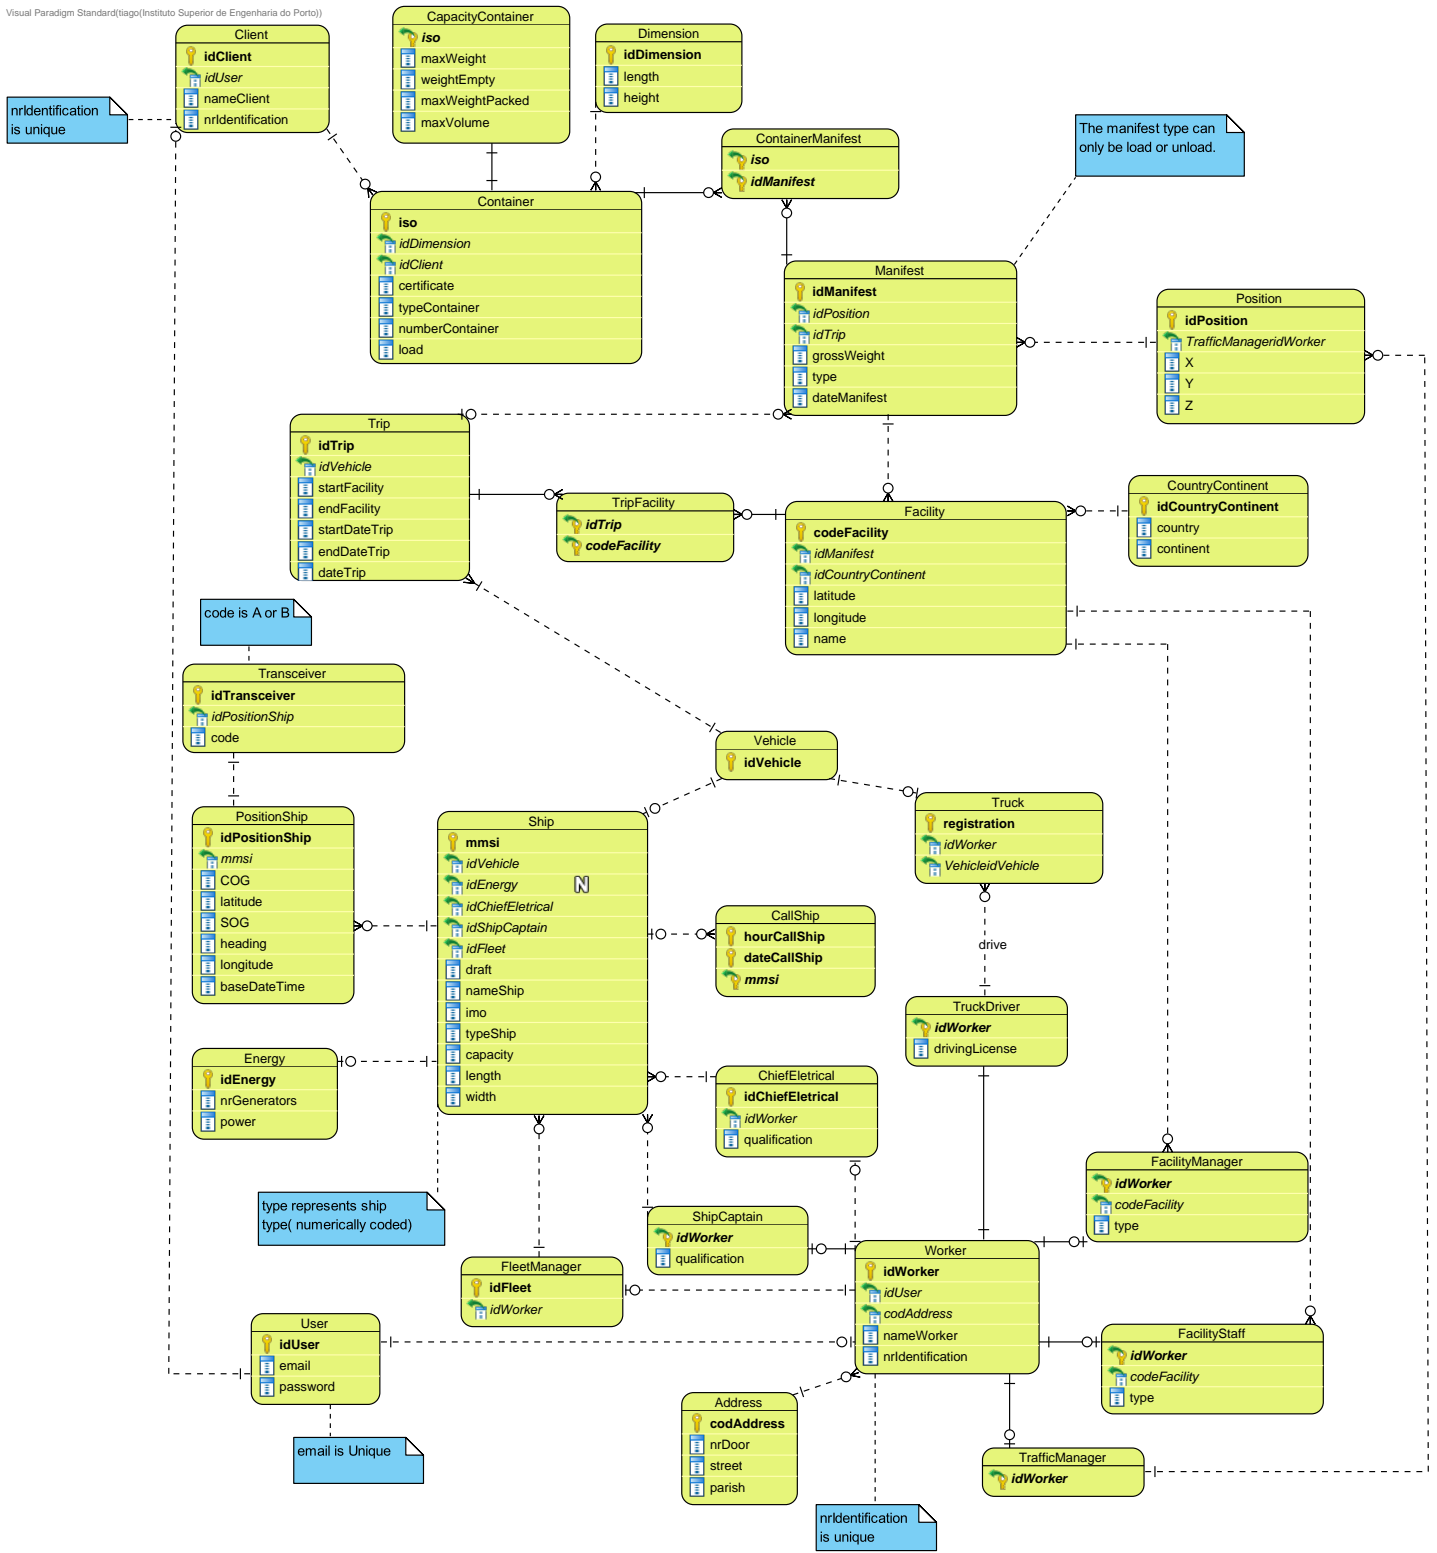 Visual Paradigm Standard(tiago(Instituto Superior de Engenharia do Porto))
Client
idClient
idUser
nameClient
nrIdentification
CapacityContainer
iso
maxWeight
weightEmpty
maxWeightPacked
maxVolume
Dimension
idDimension
length
height
nrIdentification
is unique
ContainerManifest
iso
idManifest
The manifest type can
only be load or unload.
Container
iso
idDimension
idClient
certificate
typeContainer
numberContainer
load
Manifest
idManifest
idPosition
idTrip
grossWeight
type
dateManifest
Position
idPosition
TrafficManageridWorker
X
Y
Z
Trip
idTrip
idVehicle
startFacility
endFacility
startDateTrip
endDateTrip
dateTrip
TripFacility
idTrip
codeFacility
Facility
codeFacility
idManifest
idCountryContinent
latitude
longitude
name
CountryContinent
idCountryContinent
country
continent
code is A or B
Transceiver
idTransceiver
idPositionShip
code
Vehicle
idVehicle
PositionShip
idPositionShip
mmsi
COG
latitude
SOG
heading
longitude
baseDateTime
Ship
mmsi
idVehicle
idEnergy
N
idChiefEletrical
idShipCaptain
idFleet
draft
nameShip
imo
typeShip
capacity
length
width
Truck
registration
idWorker
VehicleidVehicle
CallShip
hourCallShip
dateCallShip
mmsi
drive
TruckDriver
idWorker
drivingLicense
Energy
idEnergy
nrGenerators
power
ChiefEletrical
idChiefEletrical
idWorker
qualification
FacilityManager
idWorker
codeFacility
type
type represents ship
type( numerically coded)
ShipCaptain
idWorker
qualification
FleetManager
idFleet
idWorker
Worker
idWorker
idUser
codAddress
nameWorker
nrIdentification
User
idUser
email
password
FacilityStaff
idWorker
codeFacility
type
Address
codAddress
nrDoor
street
parish
email is Unique
TrafficManager
idWorker
nrIdentification
is unique